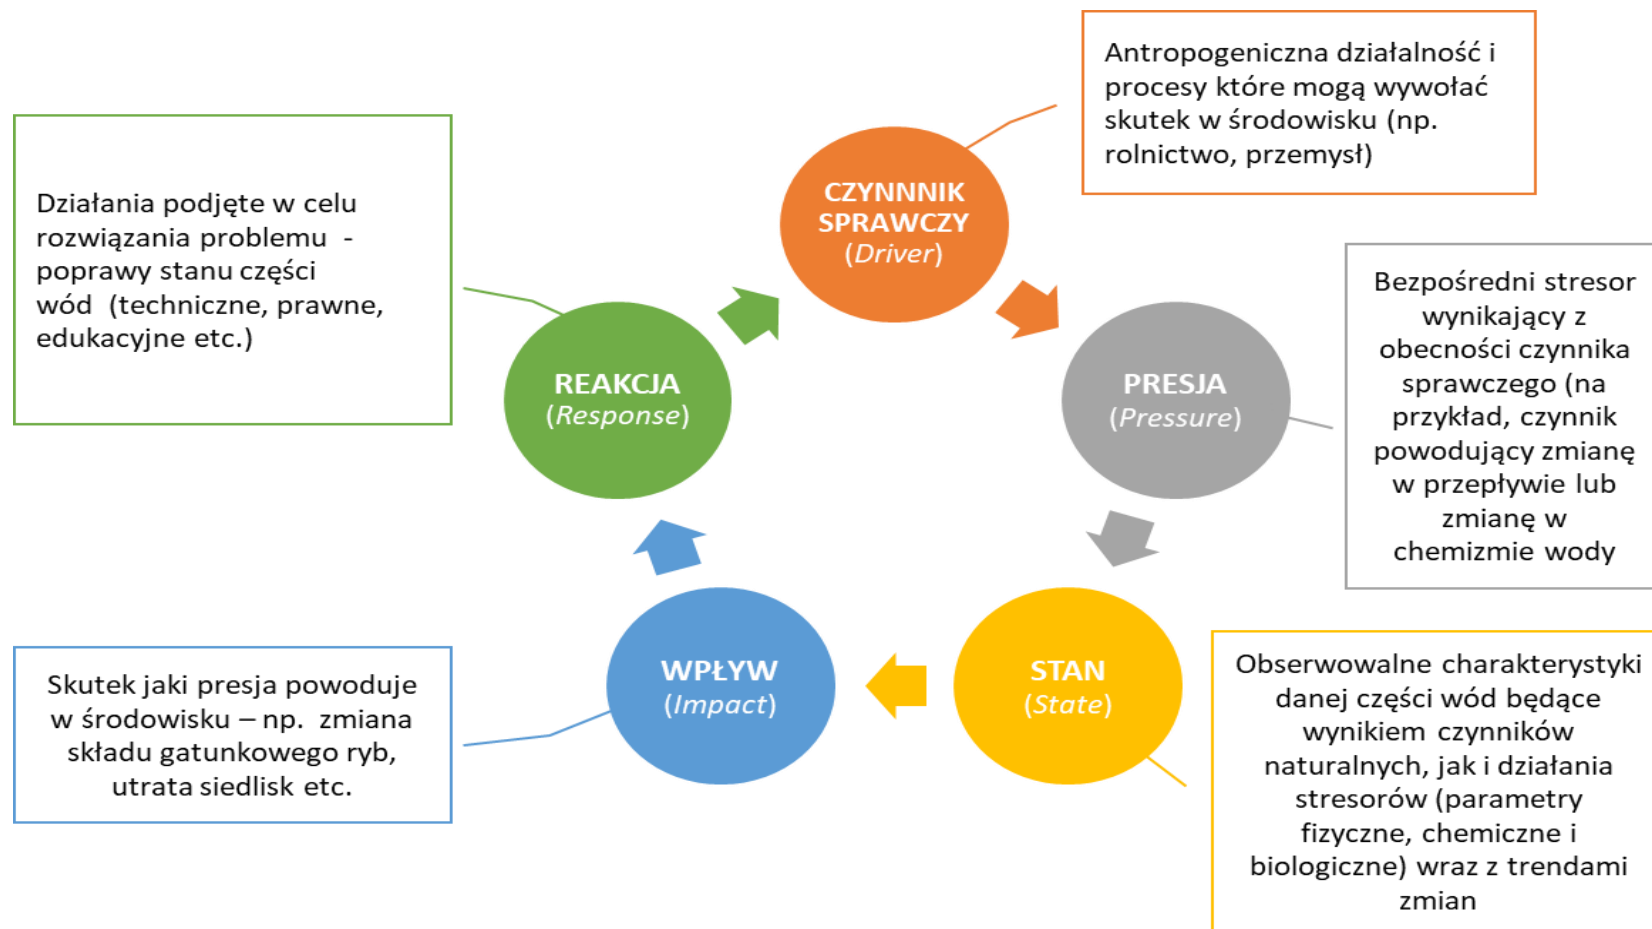 Antropogeniczna działalność i
procesy które mogą wywołać
skutek w środowisku (np.
rolnictwo, przemysł)
CZYNNNIK
SPRAWCZY
(Driver)
Działania podjęte w celu
rozwiązania problemu -
poprawy stanu części
wód (techniczne, prawne,
edukacyjne etc.)
REAKCJA
(Response)
PRESJA
(Pressure)
Bezpośredni stresor
wynikający z
obecności czynnika
sprawczego (na
przykład, czynnik
powodujący zmianę
w przepływie lub
zmianę w
chemizmie wody
Skutek jaki presja powoduje
w środowisku – np. zmiana
składu gatunkowego ryb,
utrata siedlisk etc.
WPŁYW
(Impact)
STAN
(State)
Obserwowalne charakterystyki
danej części wód będące
wynikiem czynników
naturalnych, jak i działania
stresorów (parametry
fizyczne, chemiczne i
biologiczne) wraz z trendami
zmian